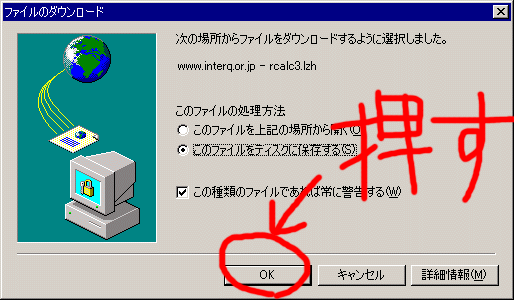 ファイルのダウンロード
次の場所からファイルをダウンロードするように選択しました。
www.interq.or.jp - rcalc3.lzh
このファイルの処理方法
このファイルを上記の場所から開く(O)
このファイルをディスクに保存する(S)
押す
この種類のファイルであれば常に警告する(W)
OK
キャンセル
詳細情報(M)